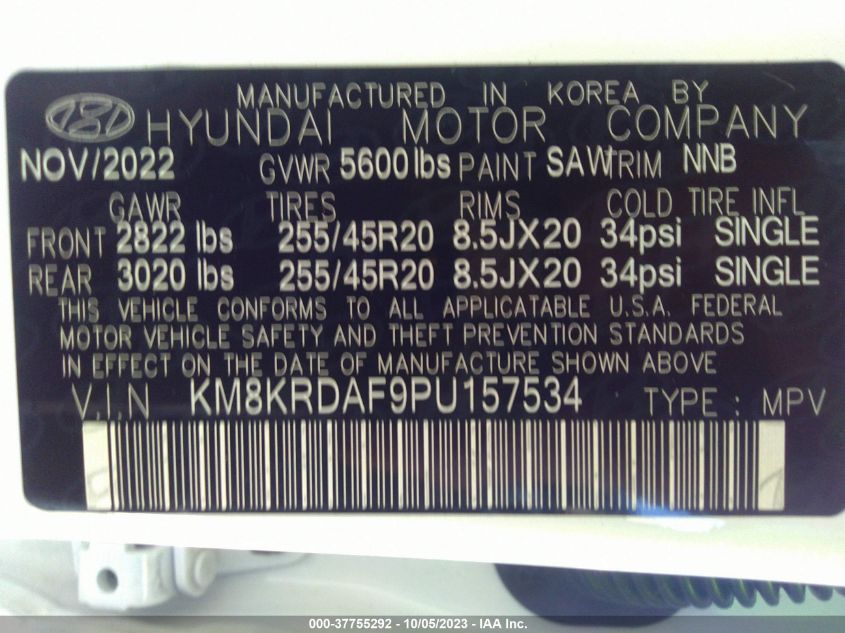 MANUFACTURED IN KOREA BY
HYUNDAI MOTOR COMPANY
NOV/2022 GVWR 5600 lbs PAINT SAW TRIM NNB
GAWR TIRES RIMS COLD TIRE INFL
FRONT 2822 lbs 255/45R20 8.5JX20 34psi SINGLE
REAR 3020 lbs 255/45R20 8.5JX20 34psi SINGLE
THIS VEHICLE CONFORMS TO ALL APPLICATABLE U.S.A. FEDERAL
MOTOR VEHICLE SAFETY AND THEFT PREVENTION STANDARDS
IN EFFECT ON THE DATE OF MANUFACTURE SHOWN ABOVE
V.I.N KM8KRDAF9PU157534 TYPE : MPV
000-37755292 - 10/05/2023 - IAA Inc.